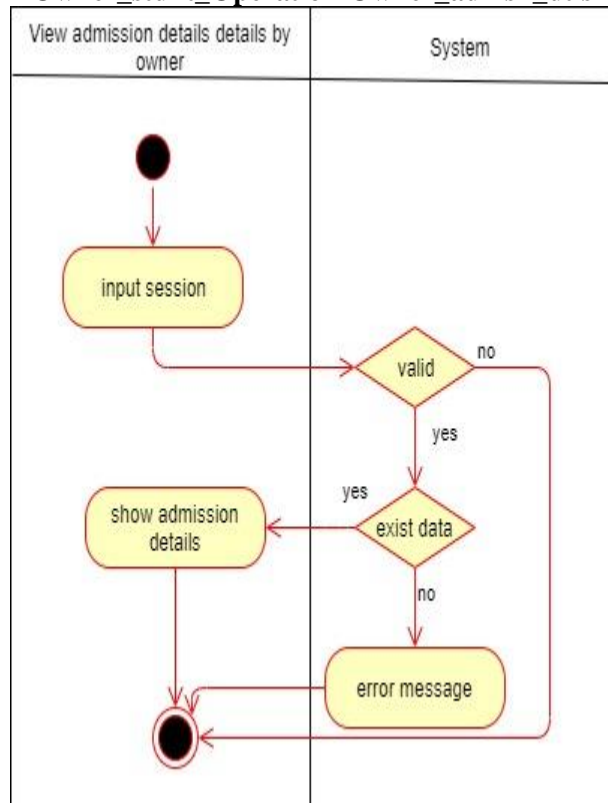 View admission details details by
owner
System
input session
valid
no
yes
yes
show admission
details
exist data
no
error message